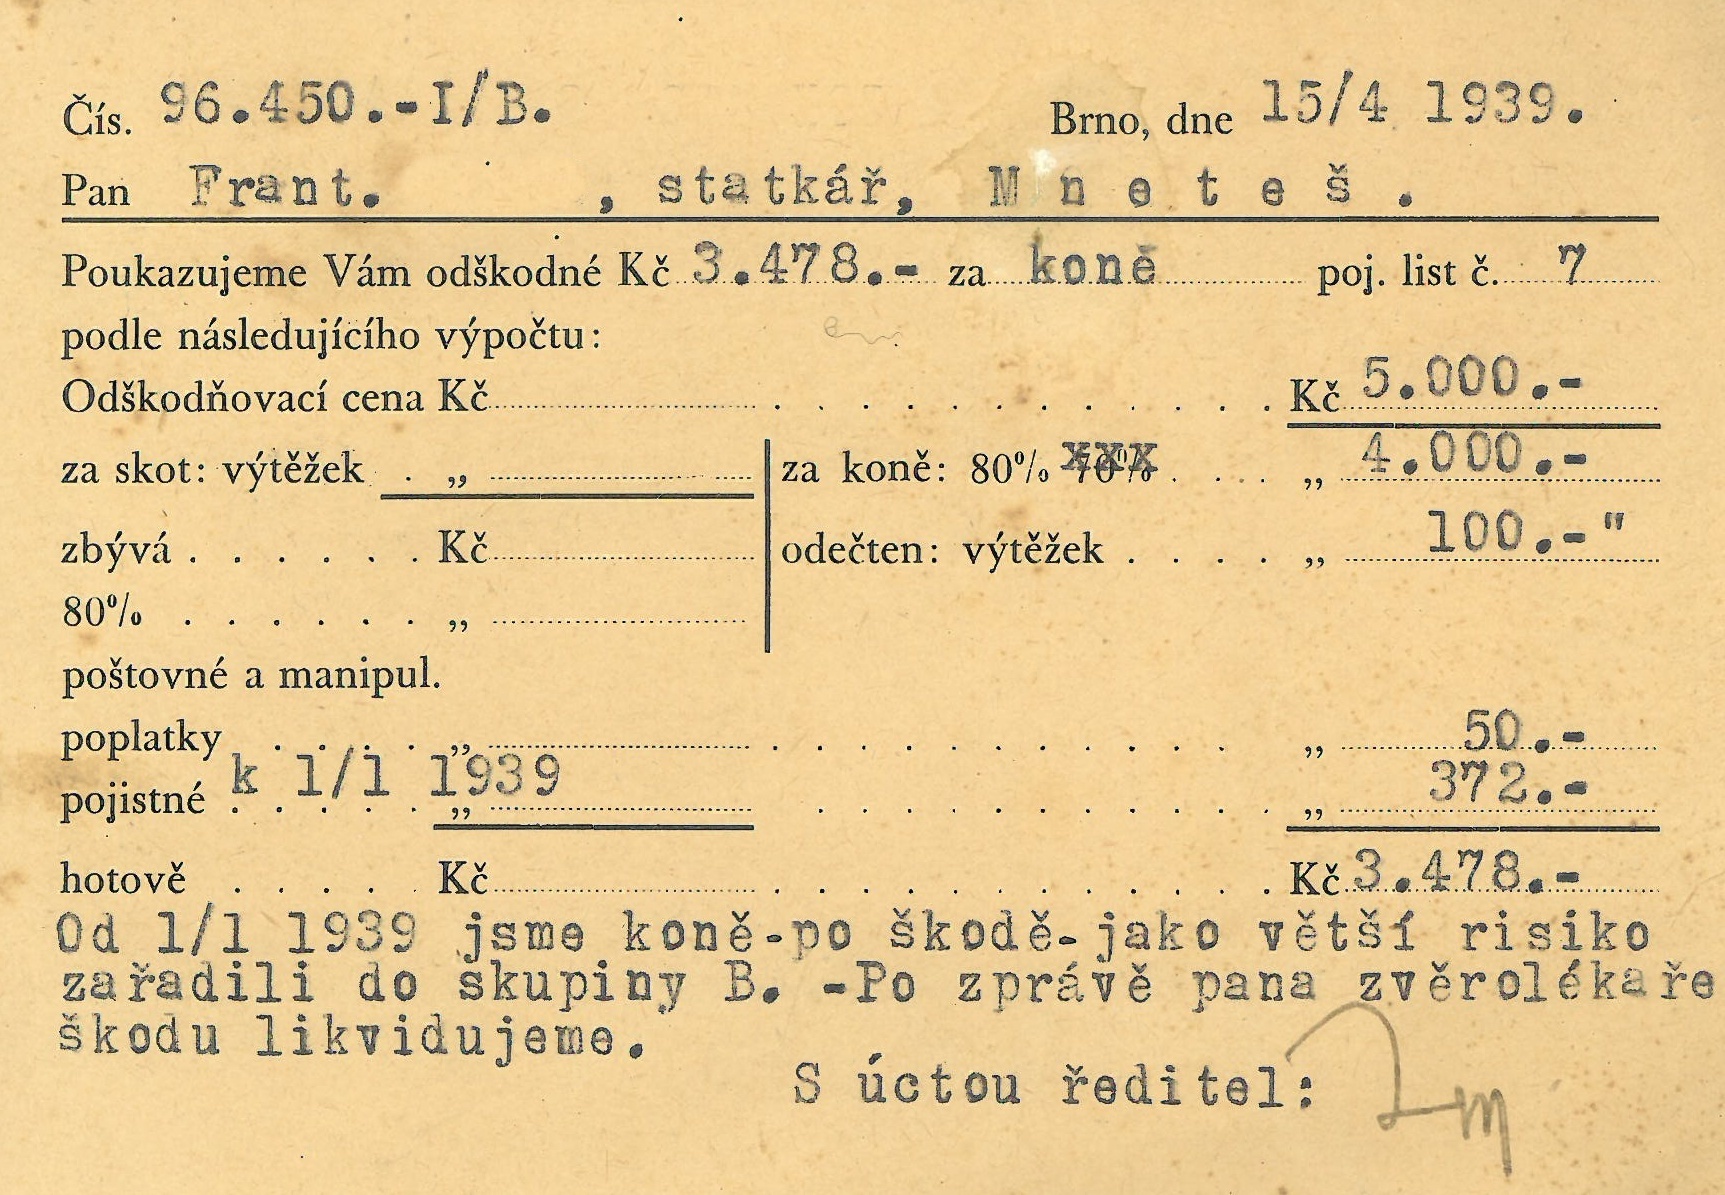 Čís. 96.450.-I/B. Brno, dne 15/4 1939.
Pan Frant. , statkář, M n e t e š .
Poukazujeme Vám odškodné Kč 3.478.- za koně poj. list č. 7
podle následujícího výpočtu:
Odškodňovací cena Kč Kč 5.000.-
za skot: výtěžek „ za koně: 80% 70% „ 4.000.-
zbývá Kč odečten: výtěžek „ 100.-"
80% „
poštovné a manipul.
poplatky „ „ 50.-
pojistné k 1/1 1939 „ „ 372.-
hotově Kč Kč 3.478.-
Od 1/1 1939 jsme koně-po škodě-jako větší risiko
zařadili do skupiny B. -Po zprávě pana zvěrolékaře
škodu likvidujeme.
S úctou ředitel: